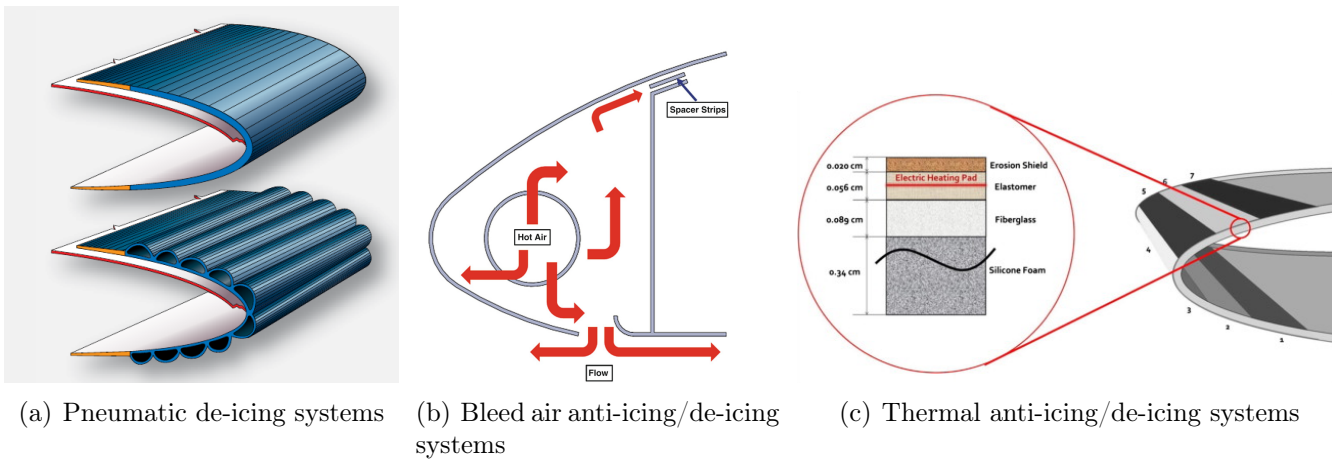 Spacer Strips
Hot Air
Flow
0.020 cm
Erosion Shield
Electric Heating Pad
0.056 cm
Elastomer
0.089 cm
Fiberglass
0.34 cm
Silicone Foam
7
6
5
4
3
2
1
(a) Pneumatic de-icing systems
(b) Bleed air anti-icing/de-icing
systems
(c) Thermal anti-icing/de-icing systems